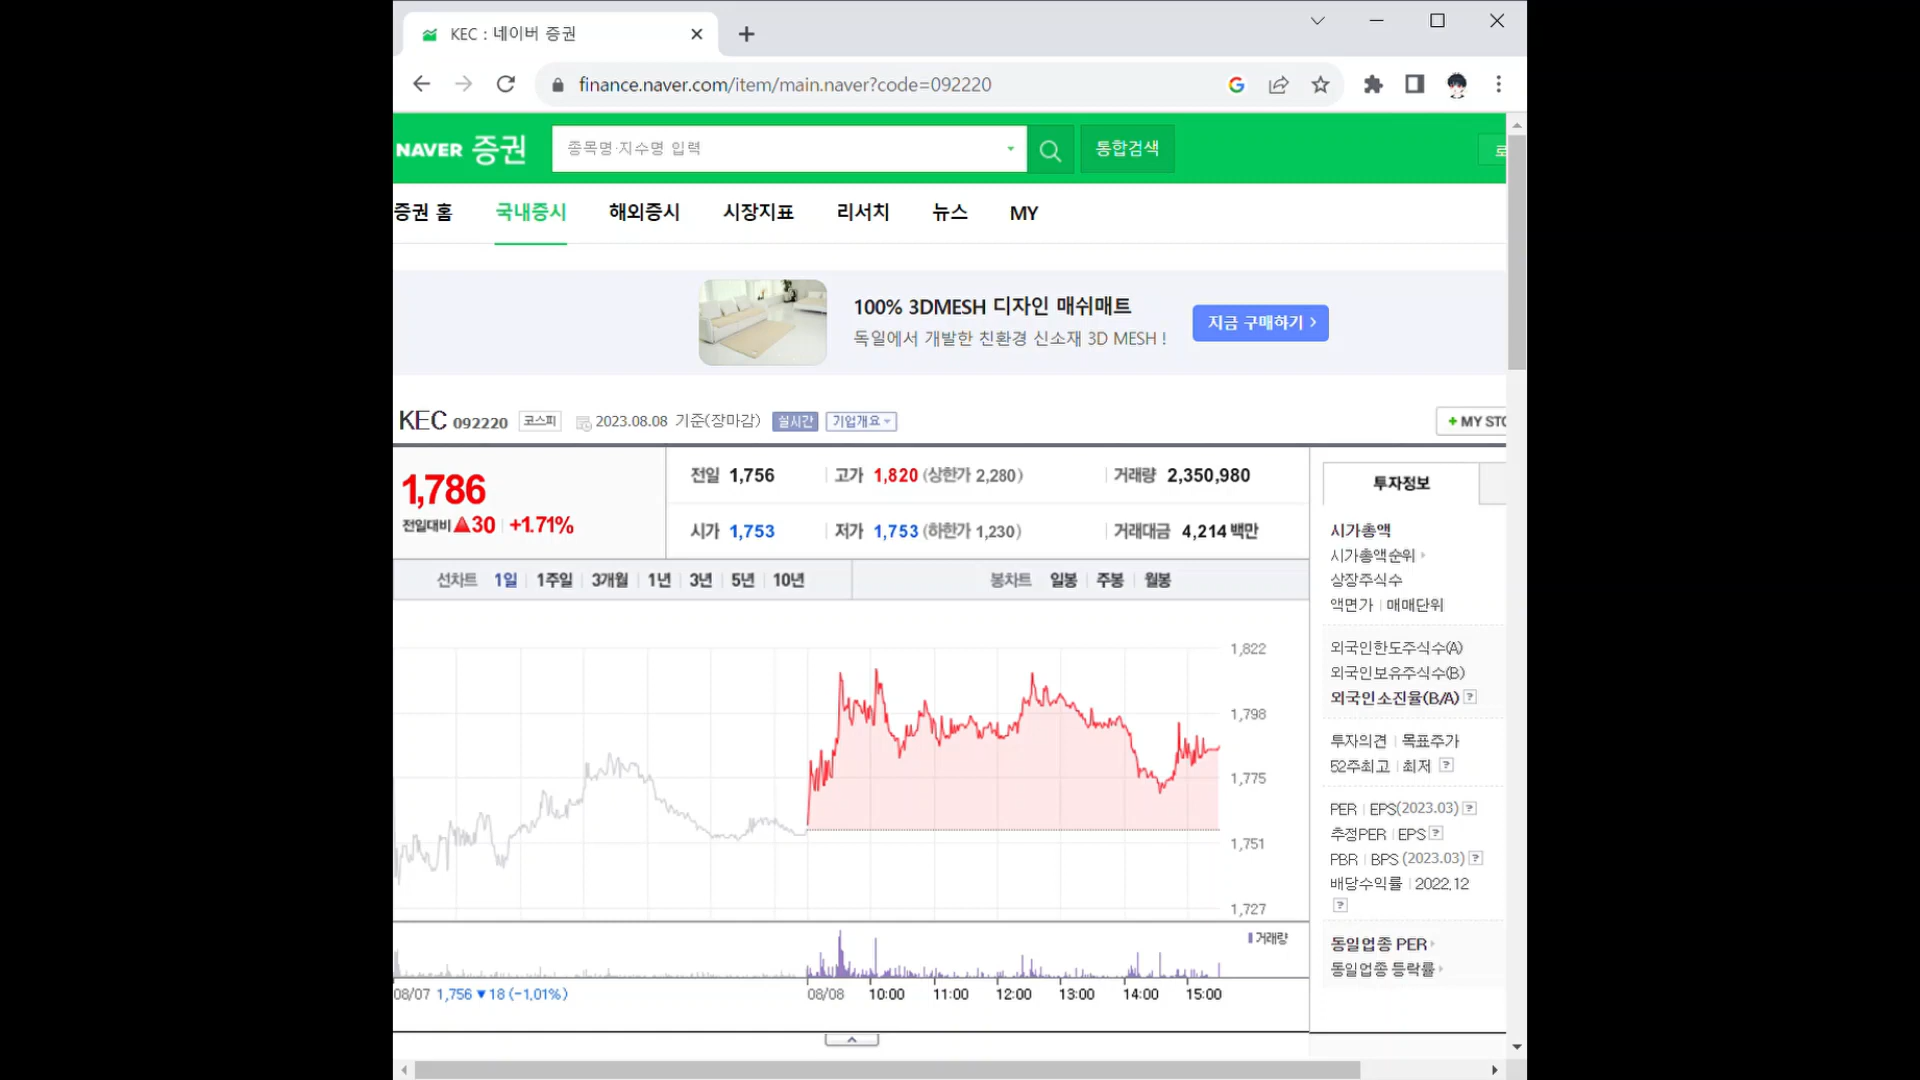 KEC : 네이버 증권
finance.naver.com/item/main.naver?code=092220
NAVER 증권 종목명·지수명 입력 통합검색
증권 홈 국내증시 해외증시 시장지표 리서치 뉴스 MY
100% 3DMESH 디자인 매쉬매트
독일에서 개발한 친환경 신소재 3D MESH !
지금 구매하기 >
KEC 092220 코스피 2023.08.08 기준(장마감) 실시간 기업개요 + MY STO
1,786
전일대비 ▲30 +1.71%
전일 1,756 고가 1,820 (상한가 2,280) 거래량 2,350,980
시가 1,753 저가 1,753 (하한가 1,230) 거래대금 4,214 백만
선차트 1일 1주일 3개월 1년 3년 5년 10년 봉차트 일봉 주봉 월봉
1,822
1,798
1,775
1,751
1,727
거래량
08/07 1,756 ▼ 18 (-1.01%) 08/08 10:00 11:00 12:00 13:00 14:00 15:00
투자정보
시가총액
시가총액순위
상장주식수
액면가 | 매매단위
외국인한도주식수(A)
외국인보유주식수(B)
외국인소진율(B/A) ?
투자의견 | 목표주가
52주최고 | 최저 ?
PER | EPS(2023.03) ?
추정PER | EPS ?
PBR | BPS (2023.03) ?
배당수익률 | 2022.12
?
동일업종 PER
동일업종 등락률